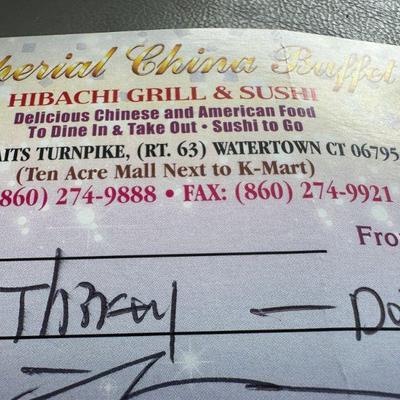 perial China Buffet
HIBACHI GRILL & SUSHI
Delicious Chinese and American Food
To Dine In & Take Out • Sushi to Go
AITS TURNPIKE, (RT. 63) WATERTOWN CT 06795
(Ten Acre Mall Next to K-Mart)
860) 274-9888 • FAX: (860) 274-9921
Fro